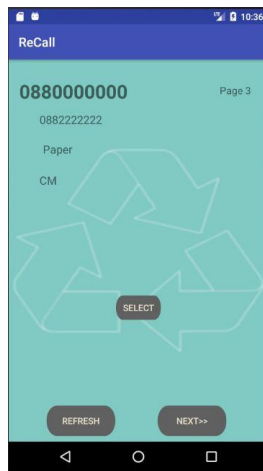 10:36
ReCall
0880000000 Page 3
0882222222
Paper
CM
SELECT
REFRESH NEXT>>